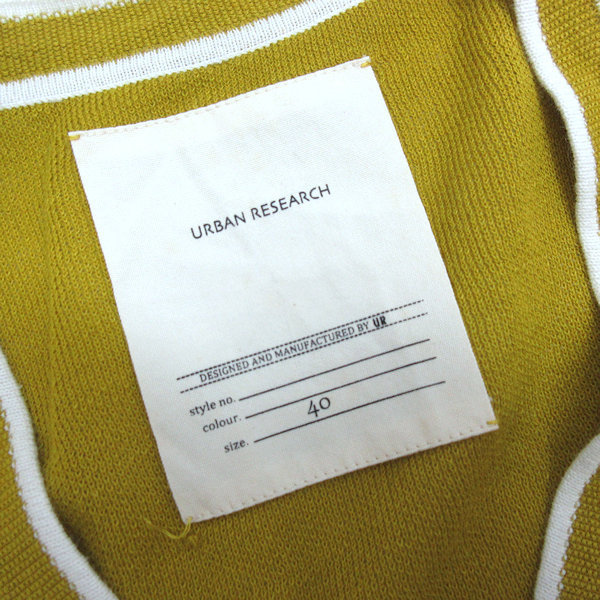 URBAN RESEARCH
DESIGNED AND MANUFACTURED BY UR
style no.
colour.
size. 40